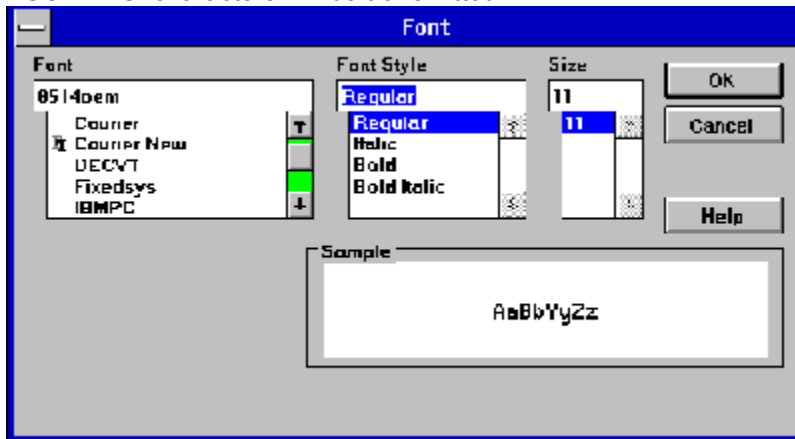 Font
Font Font Style Size
8514oem Regular 11
OK
Courier Regular 11
Courier New Italic
Cancel
DECVT Bold
Fixedsys Bold Italic
IBMPC
Help
Sample
AaBbYyZz